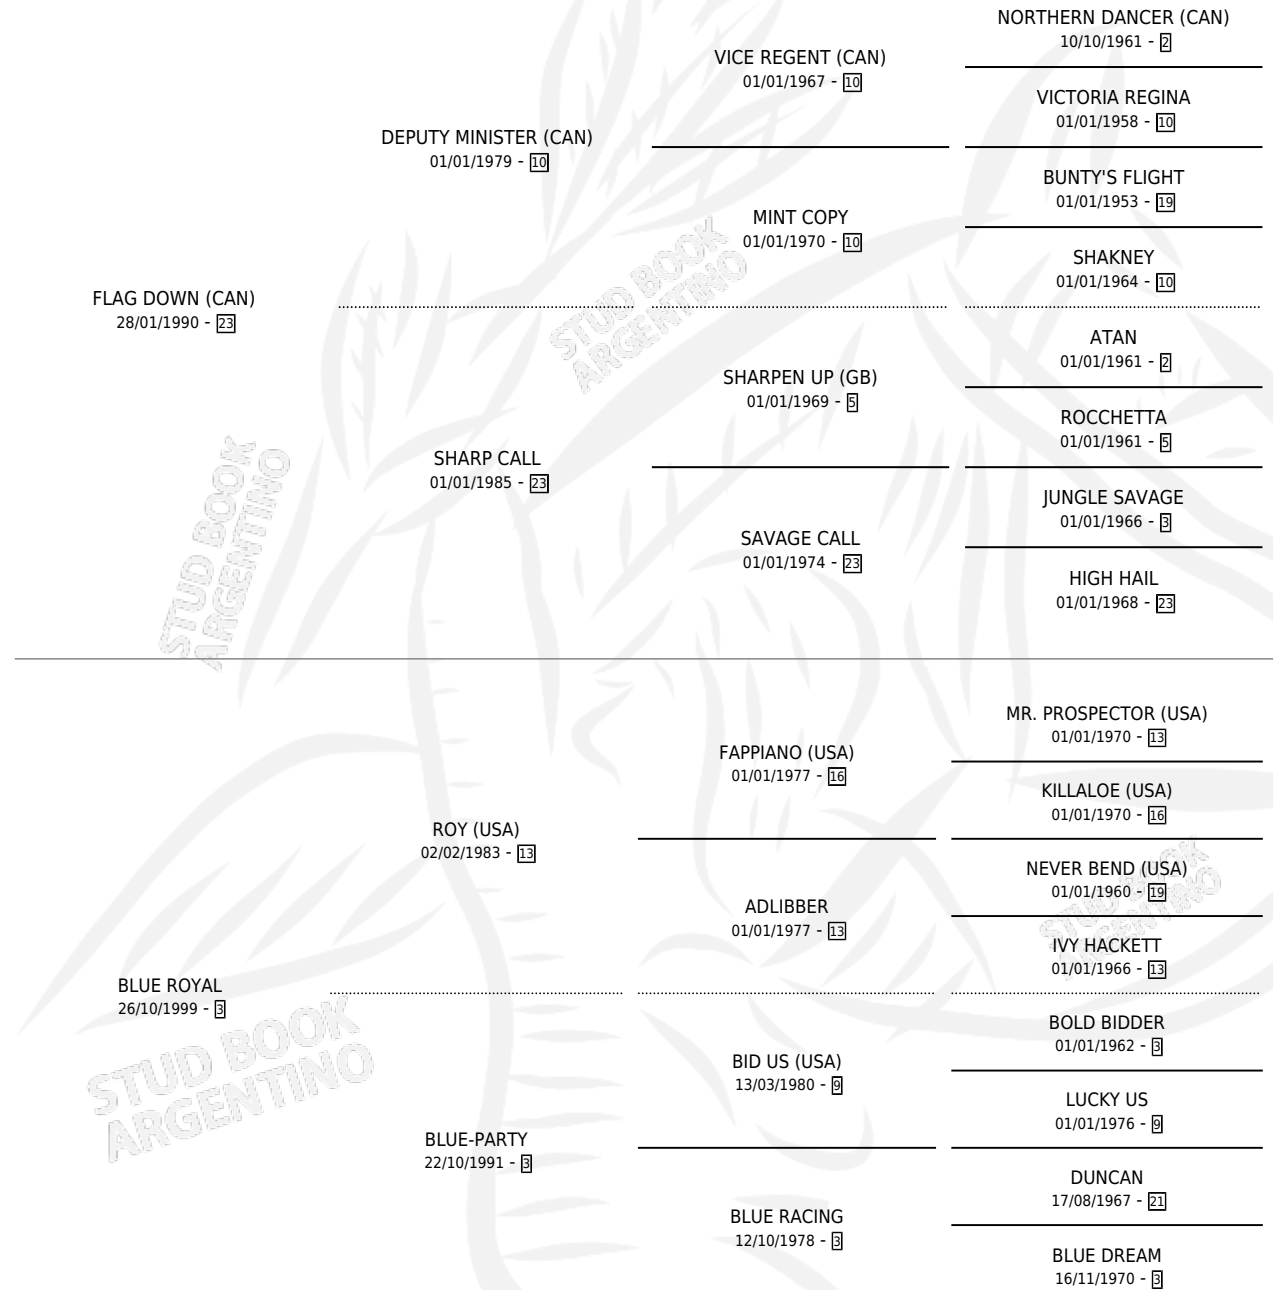 NORTHERN DANCER (CAN)
10/10/1961 - 2
VICE REGENT (CAN)
01/01/1967 - 10
VICTORIA REGINA
01/01/1958 - 10
DEPUTY MINISTER (CAN)
01/01/1979 - 10
BUNTY'S FLIGHT
01/01/1953 - 19
MINT COPY
01/01/1970 - 10
SHAKNEY
01/01/1964 - 10
FLAG DOWN (CAN)
28/01/1990 - 23
ATAN
01/01/1961 - 2
SHARPEN UP (GB)
01/01/1969 - 5
ROCCHETTA
01/01/1961 - 5
SHARP CALL
01/01/1985 - 23
JUNGLE SAVAGE
01/01/1966 - 3
SAVAGE CALL
01/01/1974 - 23
HIGH HAIL
01/01/1968 - 23
STUD BOOK
ARGENTINO
STUD BOOK
ARGENTINO
MR. PROSPECTOR (USA)
01/01/1970 - 13
FAPPIANO (USA)
01/01/1977 - 16
KILLALOE (USA)
01/01/1970 - 16
ROY (USA)
02/02/1983 - 13
NEVER BEND (USA)
01/01/1960 - 19
ADLIBBER
01/01/1977 - 13
IVY HACKETT
01/01/1966 - 13
BLUE ROYAL
26/10/1999 - 3
BOLD BIDDER
01/01/1962 - 3
BID US (USA)
13/03/1980 - 9
LUCKY US
01/01/1976 - 9
BLUE-PARTY
22/10/1991 - 3
DUNCAN
17/08/1967 - 21
BLUE RACING
12/10/1978 - 3
BLUE DREAM
16/11/1970 - 3
STUD BOOK
ARGENTINO
STUD BOOK
ARGENTINO